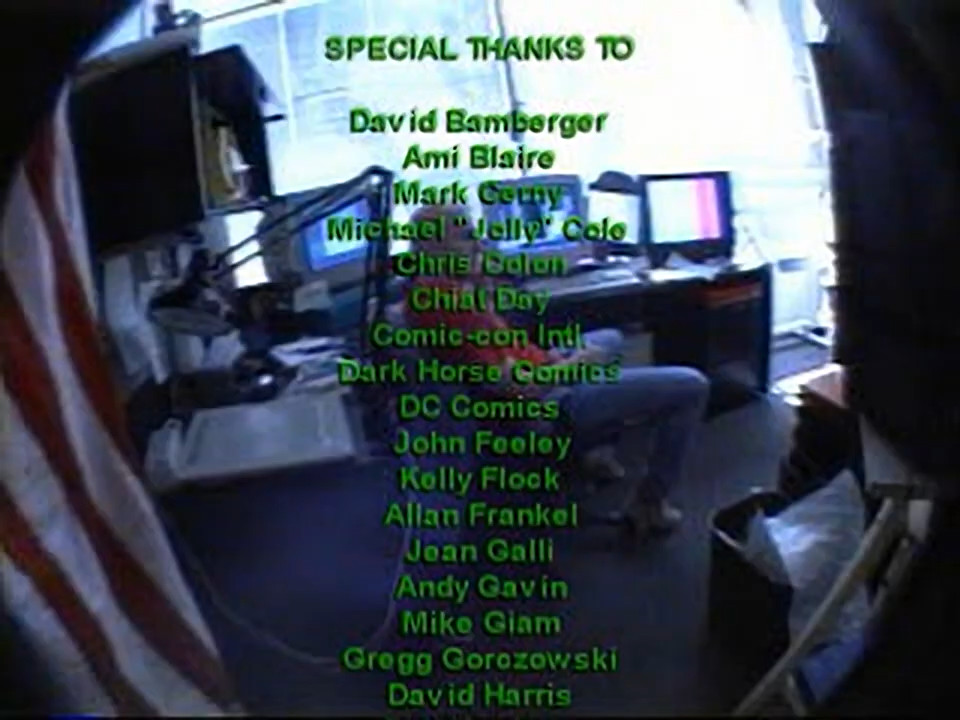 SPECIAL THANKS TO
David Bamberger
Ami Blaire
Mark Cerny
Michael "Jelly" Cole
Chris Colon
Chiat Day
Comic-con Intl.
Dark Horse Comics
DC Comics
John Feeley
Kelly Flock
Allan Frankel
Jean Galli
Andy Gavin
Mike Giam
Gregg Gorczowski
David Harris